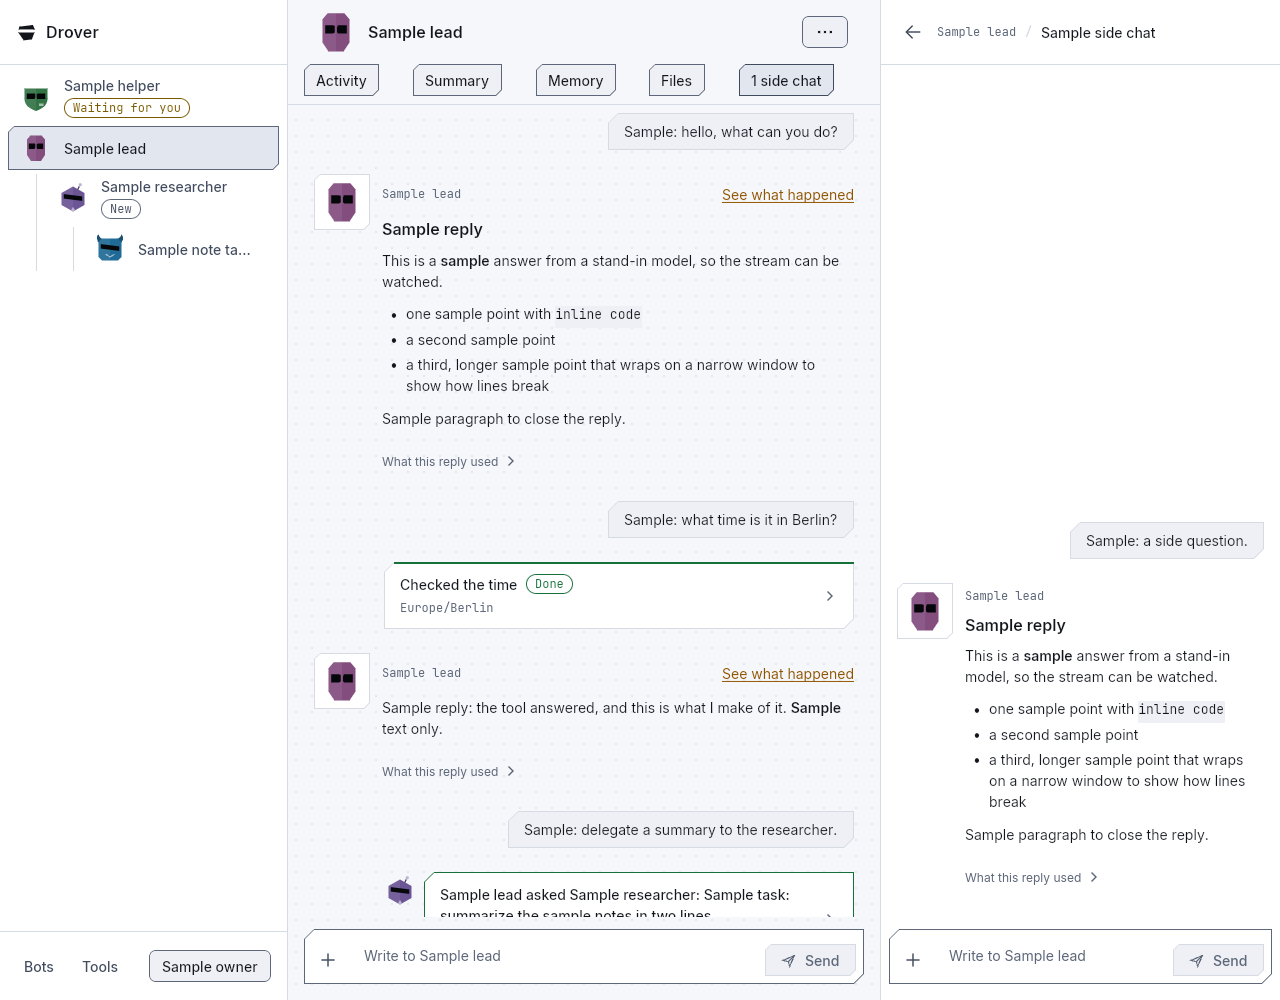 Drover
Sample helper
Waiting for you
Sample lead
Sample researcher
New
Sample note ta...
Bots
Tools
Sample owner
Sample lead
Activity
Summary
Memory
Files
1 side chat
Sample: hello, what can you do?
Sample lead
See what happened
Sample reply
This is a sample answer from a stand-in model, so the stream can be
watched.
• one sample point with inline code
• a second sample point
• a third, longer sample point that wraps on a narrow window to
show how lines break
Sample paragraph to close the reply.
What this reply used
Sample: what time is it in Berlin?
Checked the time
Done
Europe/Berlin
Sample lead
See what happened
Sample reply: the tool answered, and this is what I make of it. Sample
text only.
What this reply used
Sample: delegate a summary to the researcher.
Sample lead asked Sample researcher: Sample task:
summarize the sample notes in two lines
Write to Sample lead
Send
Sample lead / Sample side chat
Sample: a side question.
Sample lead
Sample reply
This is a sample answer from a stand-in
model, so the stream can be watched.
• one sample point with inline code
• a second sample point
• a third, longer sample point that wraps
on a narrow window to show how lines
break
Sample paragraph to close the reply.
What this reply used
Write to Sample lead
Send